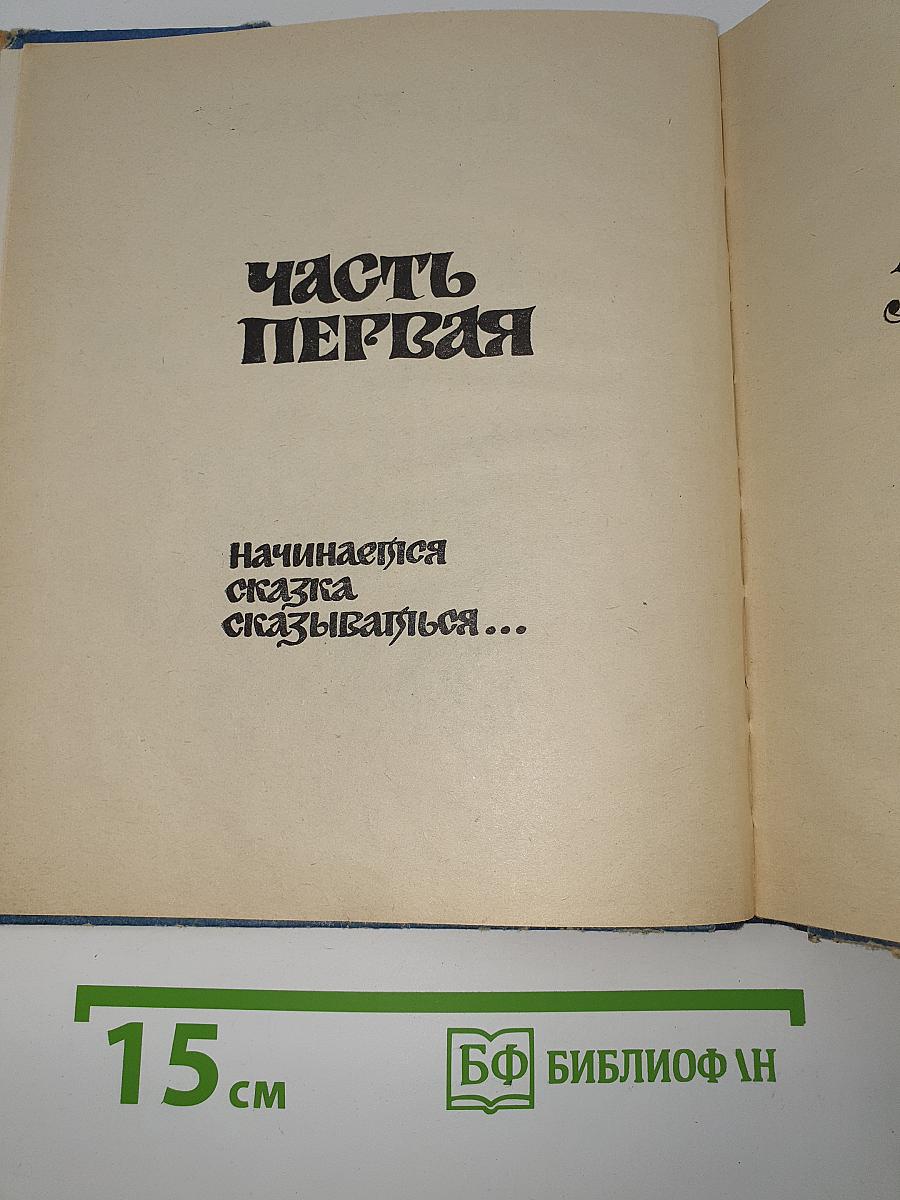 ЧАСТЬ
ПЕРВАЯ
Начинается
сказка
сказываться...
15 см
БФ БИБЛИОФ\Н